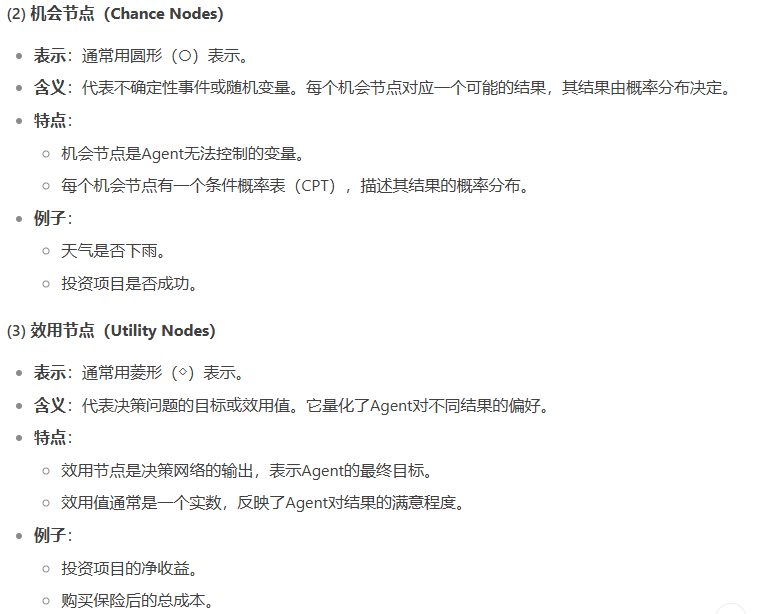 (2) 机会节点（Chance Nodes）
表示：通常用圆形（○）表示。
含义：代表不确定性事件或随机变量。每个机会节点对应一个可能的结果，其结果由概率分布决定。
特点：
机会节点是Agent无法控制的变量。
每个机会节点有一个条件概率表（CPT），描述其结果的概率分布。
例子：
天气是否下雨。
投资项目是否成功。
(3) 效用节点（Utility Nodes）
表示：通常用菱形（⋄）表示。
含义：代表决策问题的目标或效用值。它量化了Agent对不同结果的偏好。
特点：
效用节点是决策网络的输出，表示Agent的最终目标。
效用值通常是一个实数，反映了Agent对结果的满意程度。
例子：
投资项目的净收益。
购买保险后的总成本。